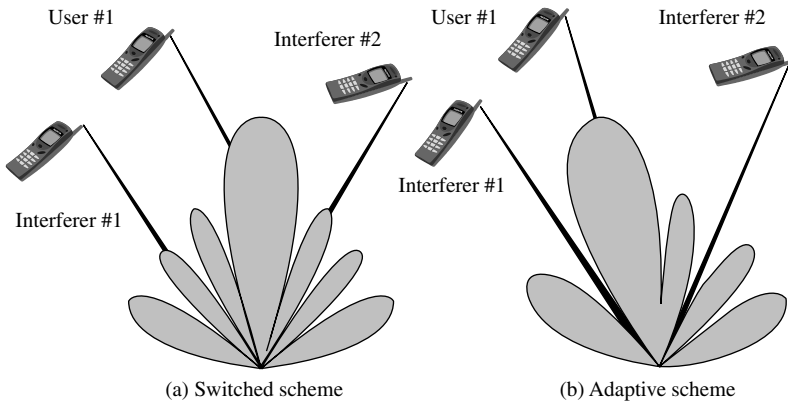 User #1
Interferer #2
Interferer #1
(a) Switched scheme
User #1
Interferer #2
Interferer #1
(b) Adaptive scheme